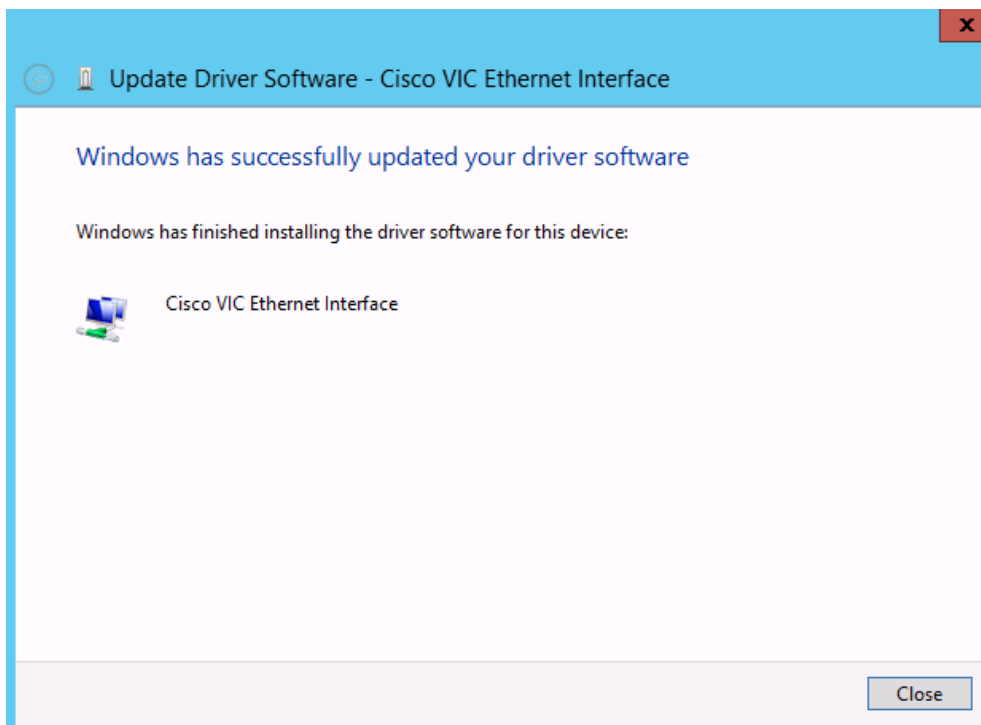 Update Driver Software - Cisco VIC Ethernet Interface
Windows has successfully updated your driver software
Windows has finished installing the driver software for this device:
Cisco VIC Ethernet Interface
Close